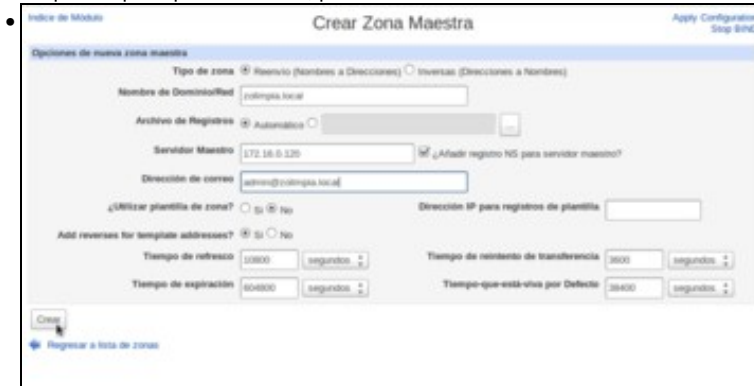 Indice de Módulo
Crear Zona Maestra
Apply Configuration
Stop BIND
Opciones de nueva zona maestra
Tipo de zona Reenvío (Nombres a Direcciones) Inversas (Direcciones a Nombres)
Nombre de Dominio/Red zolimpia.local
Archivo de Registros Automático ...
Servidor Maestro 172.16.0.120 ¿Añadir registro NS para servidor maestro?
Dirección de correo admin@zolimpia.local
¿Utilizar plantilla de zona? Si No Dirección IP para registros de plantilla
Add reverses for template addresses? Si No
Tiempo de refresco 10800 segundos Tiempo de reintento de transferencia 3600 segundos
Tiempo de expiración 604800 segundos Tiempo-que-está-viva por Defecto 38400 segundos
Crear
Regresar a lista de zonas